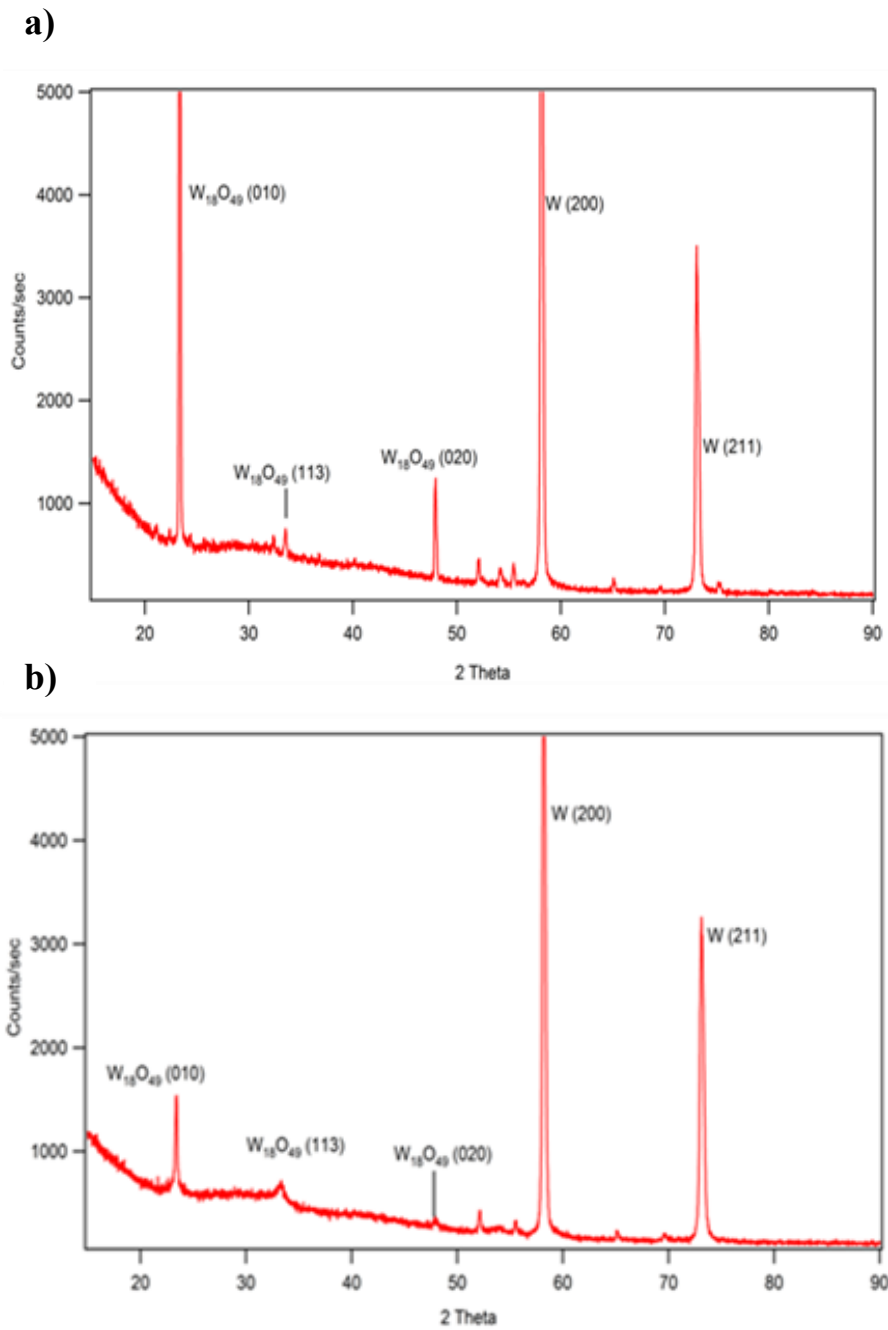 a)
5000
W₁₈O₄₉ (010)
4000
W (200)
Counts/sec
3000
2000
W₁₈O₄₉ (113)
W₁₈O₄₉ (020)
W (211)
1000
20 30 40 50 60 70 80 90
2 Theta
b)
5000
W (200)
4000
Counts/sec
3000
W (211)
2000
W₁₈O₄₉ (010)
W₁₈O₄₉ (113)
W₁₈O₄₉ (020)
1000
20 30 40 50 60 70 80 90
2 Theta